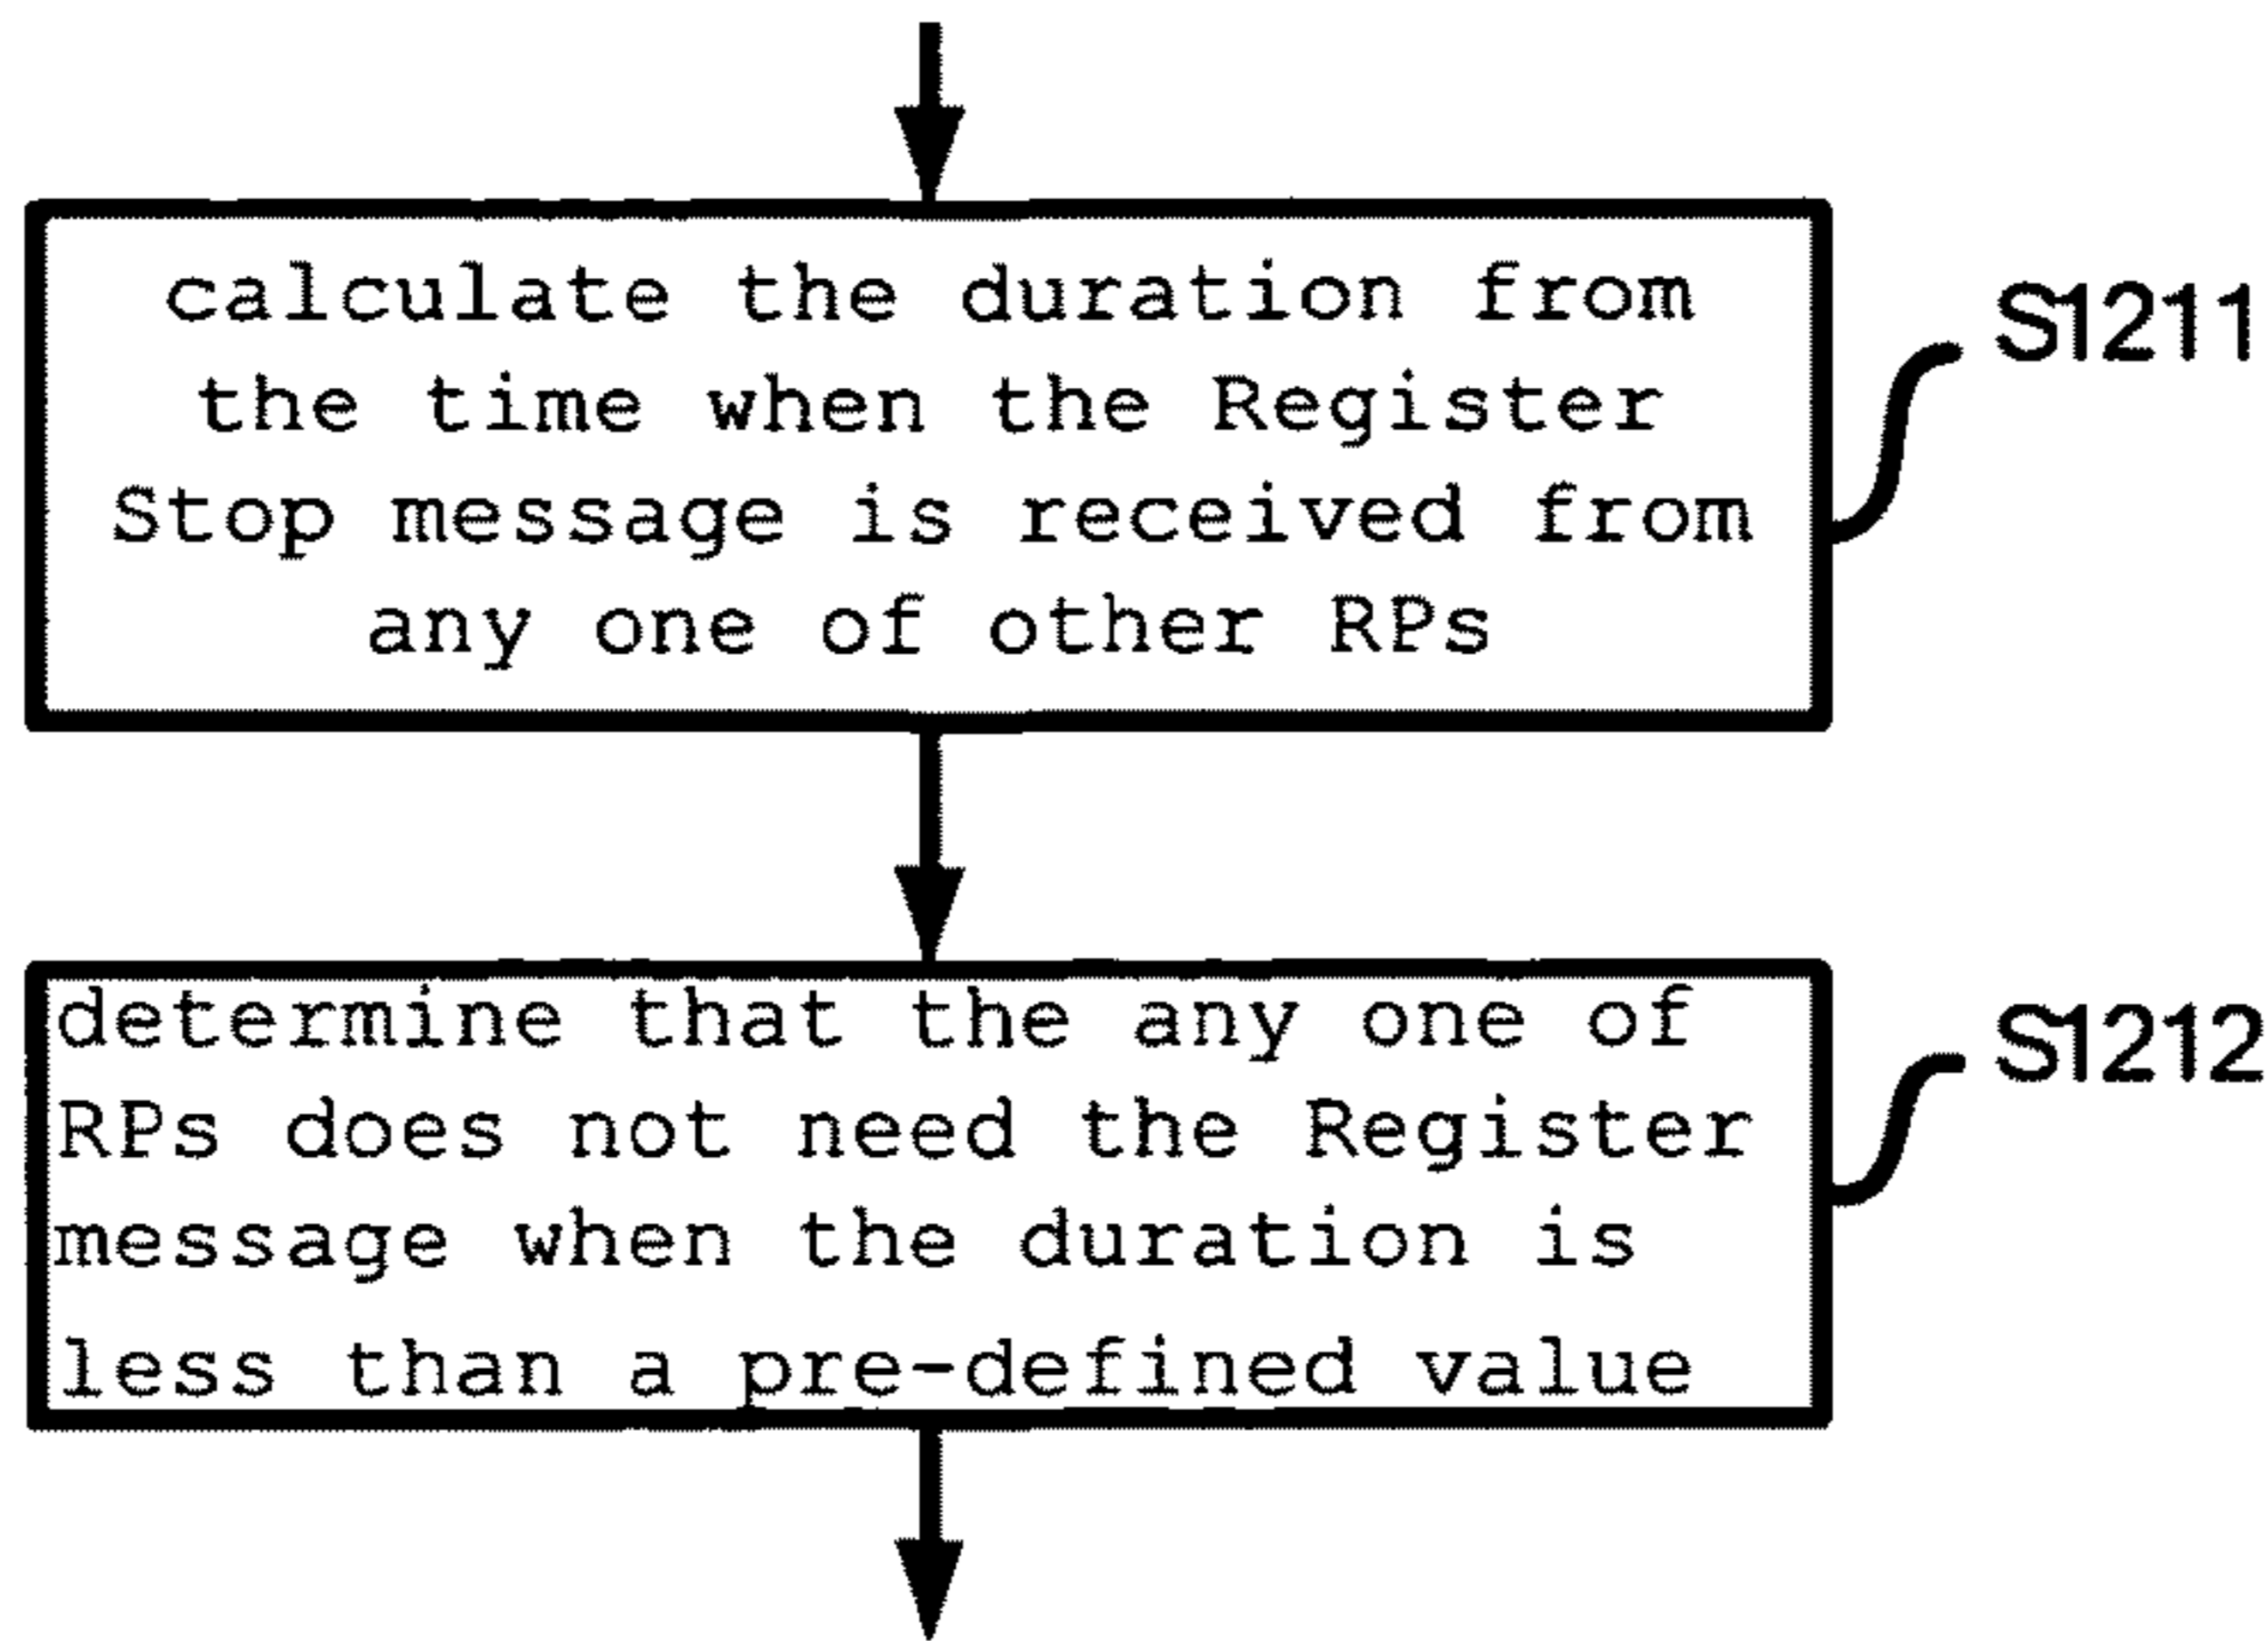 calculate the duration from
the time when the Register
Stop message is received from
any one of other RPs
S1211
determine that the any one of
RPs does not need the Register
message when the duration is
less than a pre-defined value
S1212